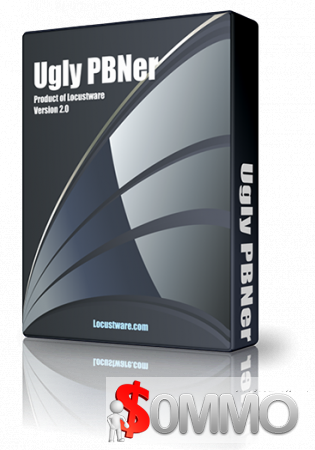 Ugly PBNer
Product of Locustware
Version 2.0
Ugly PBNer
Locustware.com
$0MMO